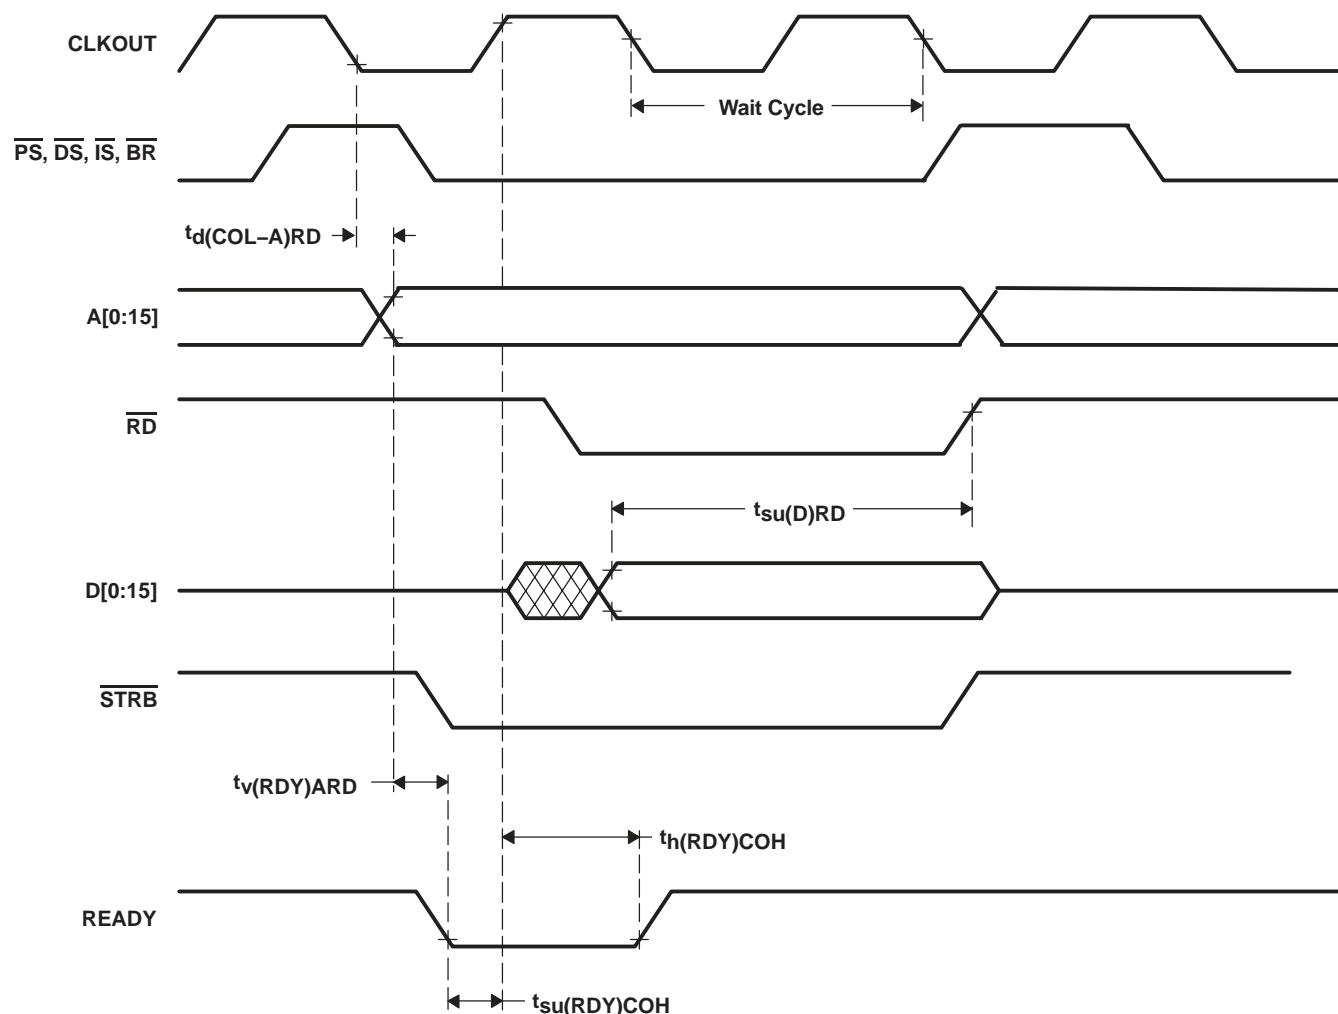 CLKOUT
Wait Cycle
PS, DS, IS, BR
td(COL–A)RD
A[0:15]
RD
tsu(D)RD
D[0:15]
STRB
tv(RDY)ARD
th(RDY)COH
READY
tsu(RDY)COH